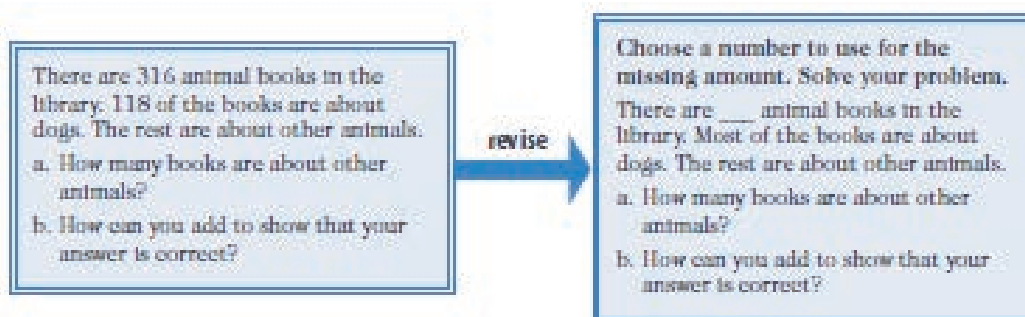 There are 316 animal books in the
library. 118 of the books are about
dogs. The rest are about other animals.
a. How many books are about other
animals?
b. How can you add to show that your
answer is correct?
revise
Choose a number to use for the
missing amount. Solve your problem.
There are ___ animal books in the
library. Most of the books are about
dogs. The rest are about other animals.
a. How many books are about other
animals?
b. How can you add to show that your
answer is correct?